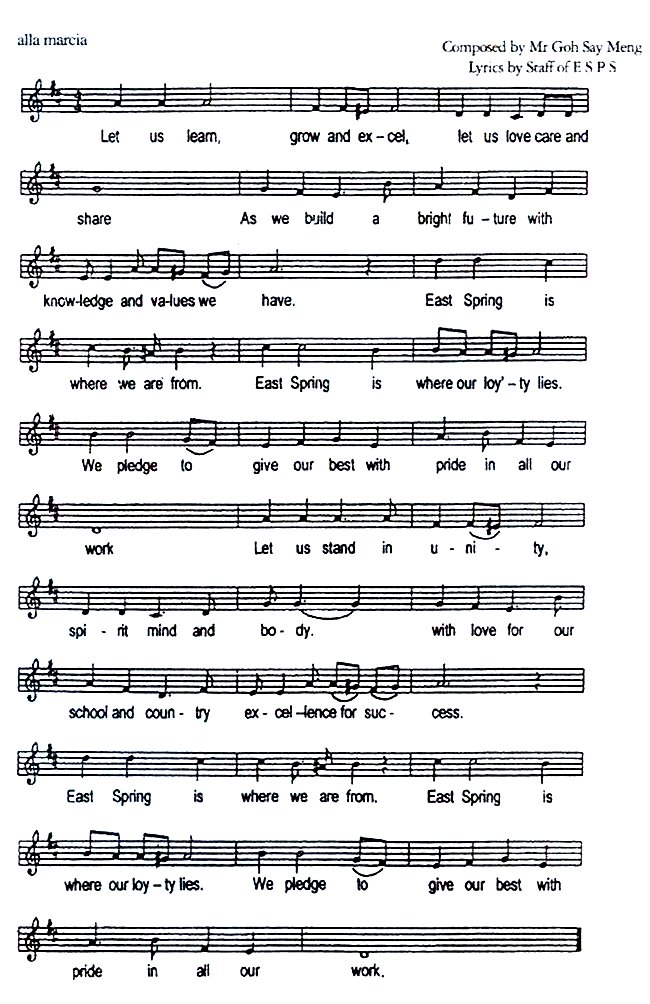 alla marcia
Composed by Mr Goh Say Meng
Lyrics by Staff of E S P S
Let us learn, grow and ex – cel, let us love care and
share As we build a bright fu – ture with
know-ledge and va-lues we have. East Spring is
where we are from. East Spring is where our loy' – ty lies.
We pledge to give our best with pride in all our
work Let us stand in u - ni - ty,
spi - rit mind and bo - dy. with love for our
school and coun - try ex - cel –lence for suc - cess.
East Spring is where we are from. East Spring is
where our loy – ty lies. We pledge to give our best with
pride in all our work.